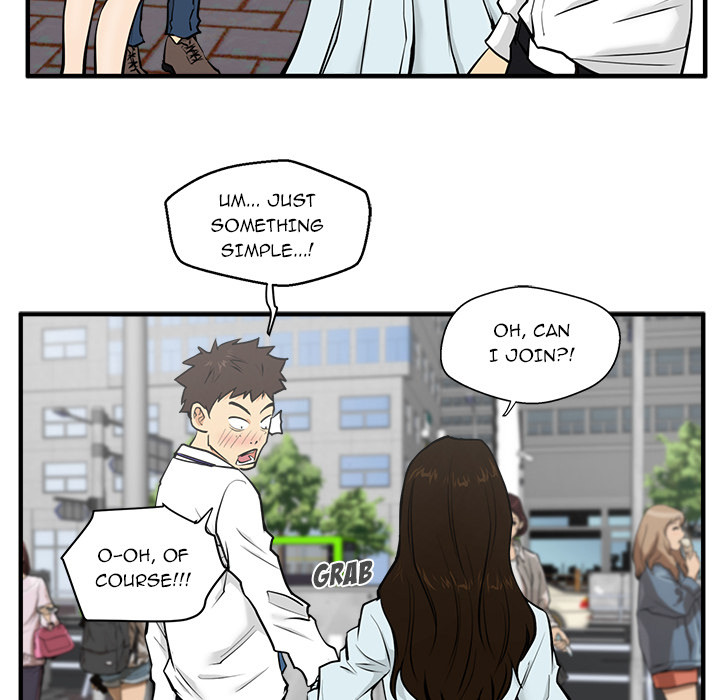 UM... JUST
SOMETHING
SIMPLE...!
OH, CAN
I JOIN?!
O-OH, OF
COURSE!!!
GRAB